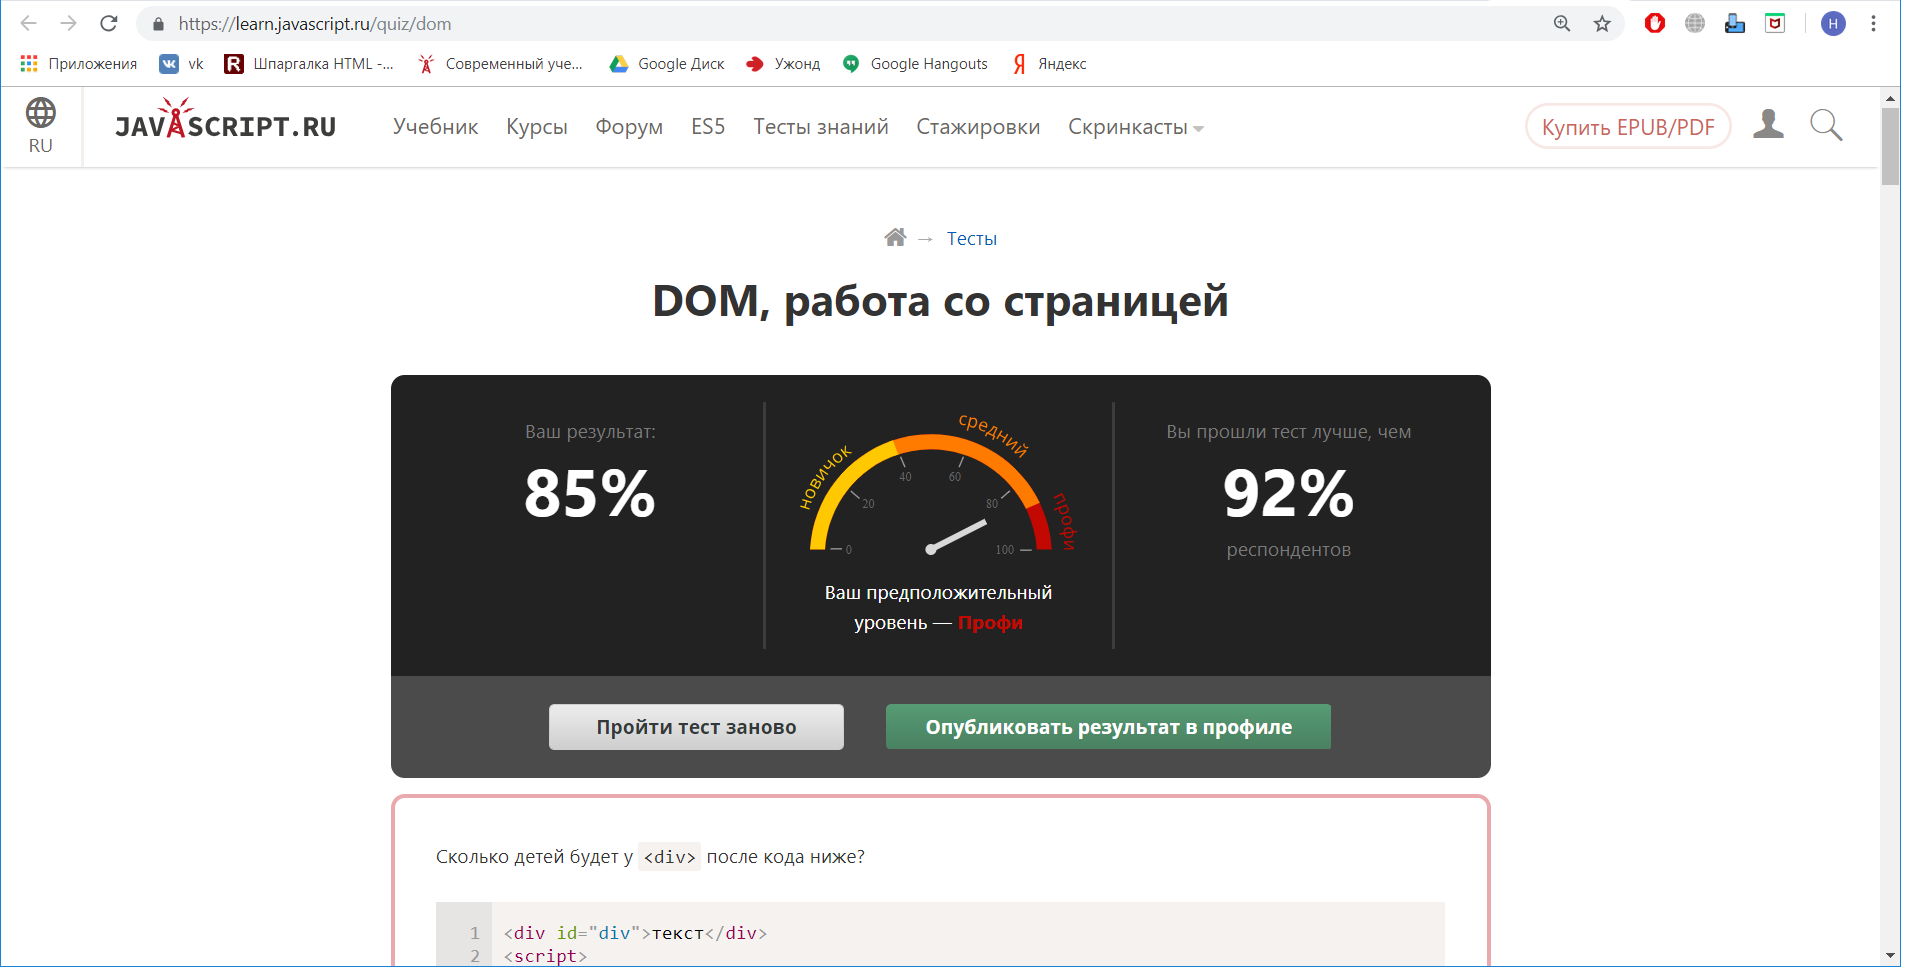 https://learn.javascript.ru/quiz/dom
Н
Приложения vk Шпаргалка HTML -... Современный уче... Google Диск Ужонд Google Hangouts Яндекс
RU
JAVASCRIPT.RU
Учебник Курсы Форум ES5 Тесты знаний Стажировки Скринкасты
Купить EPUB/PDF
→ Тесты
DOM, работа со страницей
Ваш результат:
85%
новичок
средний
профи
0
20
40
60
80
100
Ваш предположительный
уровень — Профи
Вы прошли тест лучше, чем
92%
респондентов
Пройти тест заново
Опубликовать результат в профиле
Сколько детей будет у <div> после кода ниже?
1 <div id="div">текст</div>
2 <script>